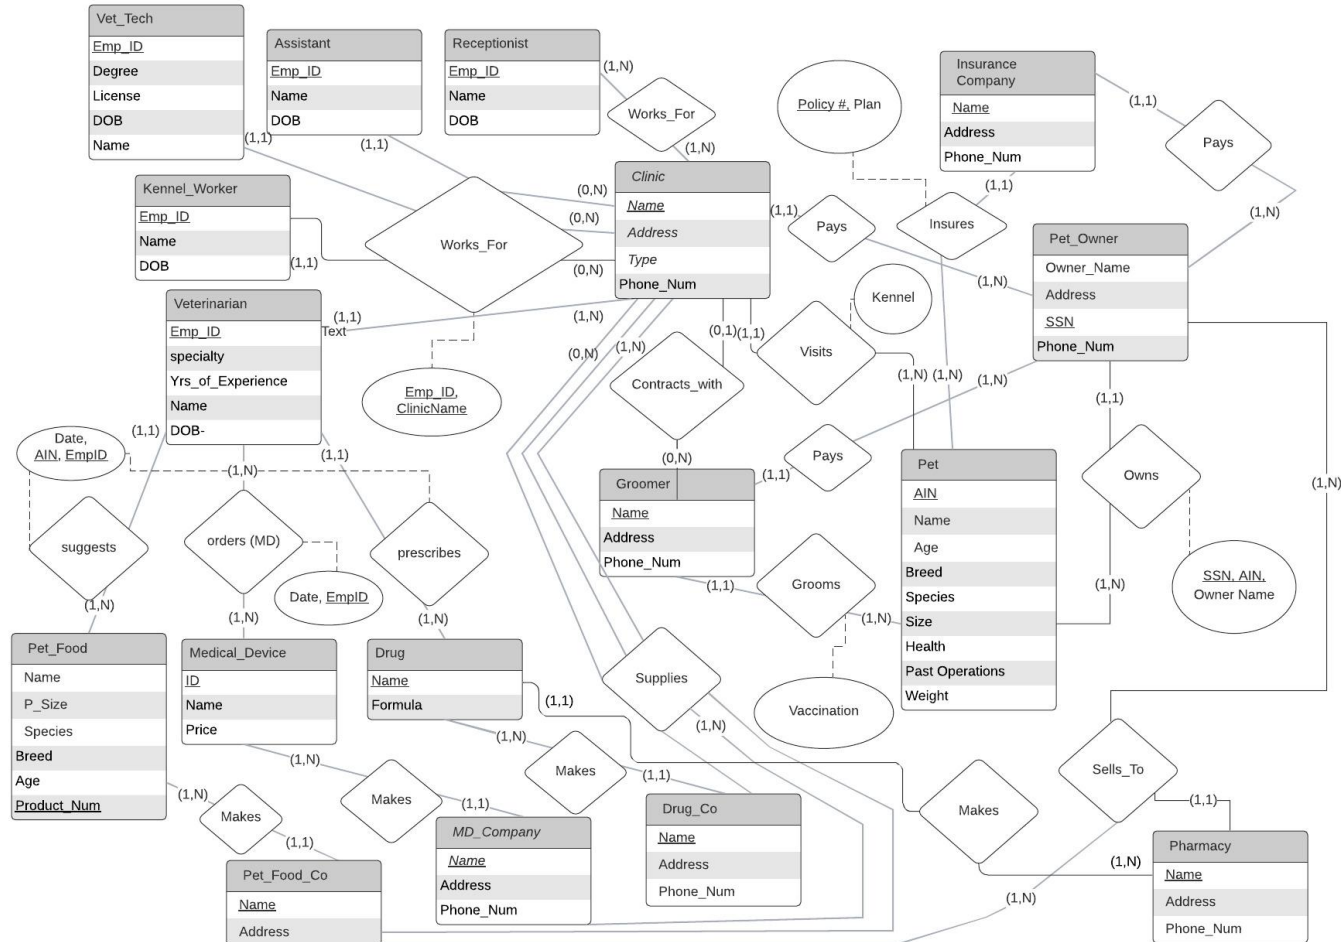 Vet_Tech
Emp_ID
Degree
License
DOB
Name
(1,1)
Assistant
Emp_ID
Name
DOB
(1,1)
Receptionist
Emp_ID
Name
DOB
(1,N)
Works_For
(1,N)
Policy #, Plan
Insurance
Company
Name
Address
Phone_Num
(1,1)
Pays
(1,N)
(1,1)
Kennel_Worker
Emp_ID
Name
DOB
(1,1)
Works_For
(0,N)
(0,N)
(0,N)
Clinic
Name
Address
Type
Phone_Num
(1,1)
Pays
(1,N)
Insures
Pet_Owner
Owner_Name
Address
SSN
Phone_Num
Veterinarian
Emp_ID
specialty
Yrs_of_Experience
Name
DOB-
(1,1)
Text
(1,N)
(0,N)
(1,N)
Emp_ID,
ClinicName
(0,1)
(1,1)
Contracts_with
(0,N)
Visits
Kennel
(1,N)
(1,N)
(1,N)
Pays
(1,1)
(1,1)
Owns
(1,N)
SSN, AIN,
Owner Name
(1,N)
Date,
AIN, EmpID
(1,1)
(1,N)
(1,1)
suggests
orders (MD)
prescribes
Date, EmpID
(1,N)
(1,N)
(1,N)
Groomer
Name
Address
Phone_Num
(1,1)
Grooms
(1,N)
Vaccination
Pet
AIN
Name
Age
Breed
Species
Size
Health
Past Operations
Weight
Pet_Food
Name
P_Size
Species
Breed
Age
Product_Num
Medical_Device
ID
Name
Price
Drug
Name
Formula
(1,1)
Supplies
(1,N)
(1,N)
Makes
(1,1)
(1,N)
Makes
(1,1)
(1,N)
Makes
(1,1)
Pet_Food_Co
Name
Address
MD_Company
Name
Address
Phone_Num
Drug_Co
Name
Address
Phone_Num
Makes
(1,N)
Sells_To
(1,1)
(1,N)
Pharmacy
Name
Address
Phone_Num